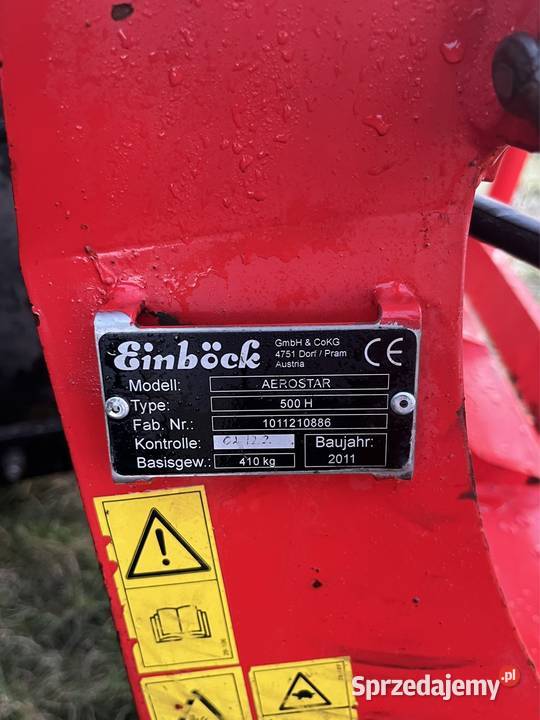 Einböck
GmbH & CoKG
4751 Dorf / Pram
Austria
CE
Modell: AEROSTAR
Type: 500 H
Fab. Nr.: 1011210886
Kontrolle:
Baujahr: 2011
Basisgew.: 410 kg
Sprzedajemy.pl